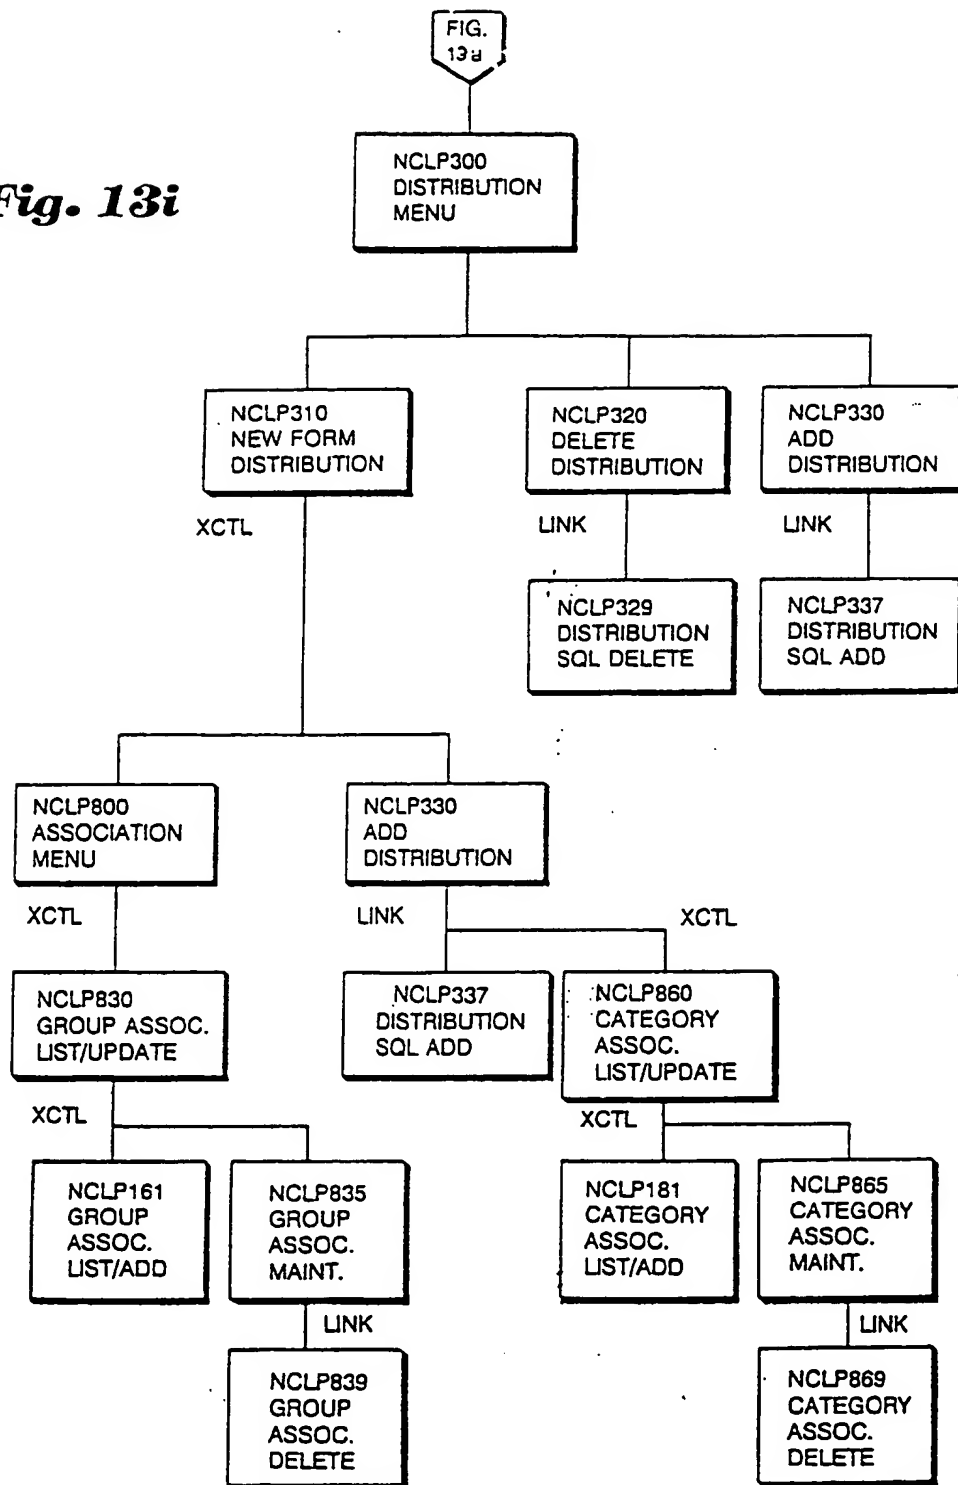 FIG.
13a
Fig. 13i
NCLP300
DISTRIBUTION
MENU
NCLP310
NEW FORM
DISTRIBUTION
NCLP320
DELETE
DISTRIBUTION
NCLP330
ADD
DISTRIBUTION
XCTL
LINK
LINK
NCLP329
DISTRIBUTION
SQL DELETE
NCLP337
DISTRIBUTION
SQL ADD
NCLP800
ASSOCIATION
MENU
NCLP330
ADD
DISTRIBUTION
XCTL
LINK
XCTL
NCLP830
GROUP ASSOC.
LIST/UPDATE
NCLP337
DISTRIBUTION
SQL ADD
NCLP860
CATEGORY
ASSOC.
LIST/UPDATE
XCTL
XCTL
NCLP161
GROUP
ASSOC.
LIST/ADD
NCLP835
GROUP
ASSOC.
MAINT.
NCLP181
CATEGORY
ASSOC.
LIST/ADD
NCLP865
CATEGORY
ASSOC.
MAINT.
LINK
LINK
NCLP839
GROUP
ASSOC.
DELETE
NCLP869
CATEGORY
ASSOC.
DELETE